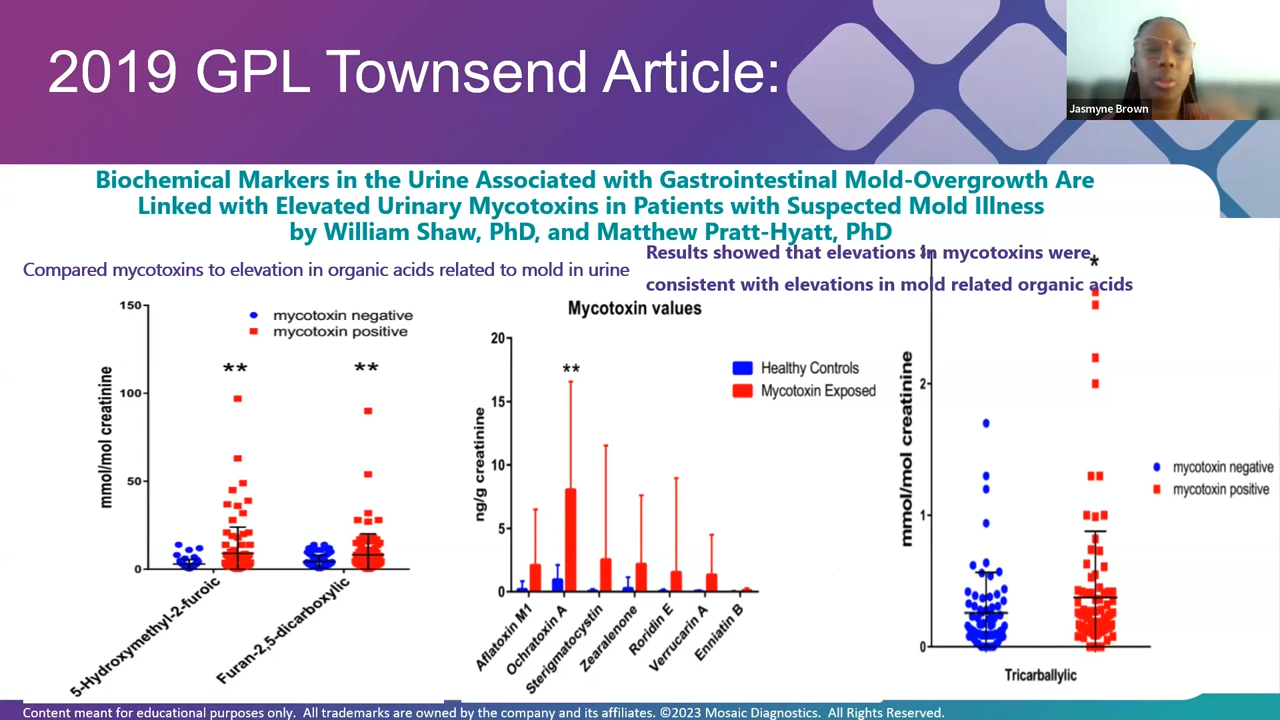 2019 GPL Townsend Article:
Jasmyne Brown
Biochemical Markers in the Urine Associated with Gastrointestinal Mold-Overgrowth Are
Linked with Elevated Urinary Mycotoxins in Patients with Suspected Mold Illness
by William Shaw, PhD, and Matthew Pratt-Hyatt, PhD
Compared mycotoxins to elevation in organic acids related to mold in urine
Results showed that elevations in mycotoxins were
consistent with elevations in mold related organic acids
150
100
50
0
mmol/mol creatinine
mycotoxin negative
mycotoxin positive
**
**
5-Hydroxymethyl-2-furoic
Furan-2,5-dicarboxylic
Mycotoxin values
20
15
10
5
0
ng/g creatinine
**
Healthy Controls
Mycotoxin Exposed
Aflatoxin M1
Ochratoxin A
Sterigmatocystin
Zearalenone
Roridin E
Verrucarin A
Enniatin B
3
2
1
0
mmol/mol creatinine
*
mycotoxin negative
mycotoxin positive
Tricarballylic
Content meant for educational purposes only. All trademarks are owned by the company and its affiliates. ©2023 Mosaic Diagnostics. All Rights Reserved.